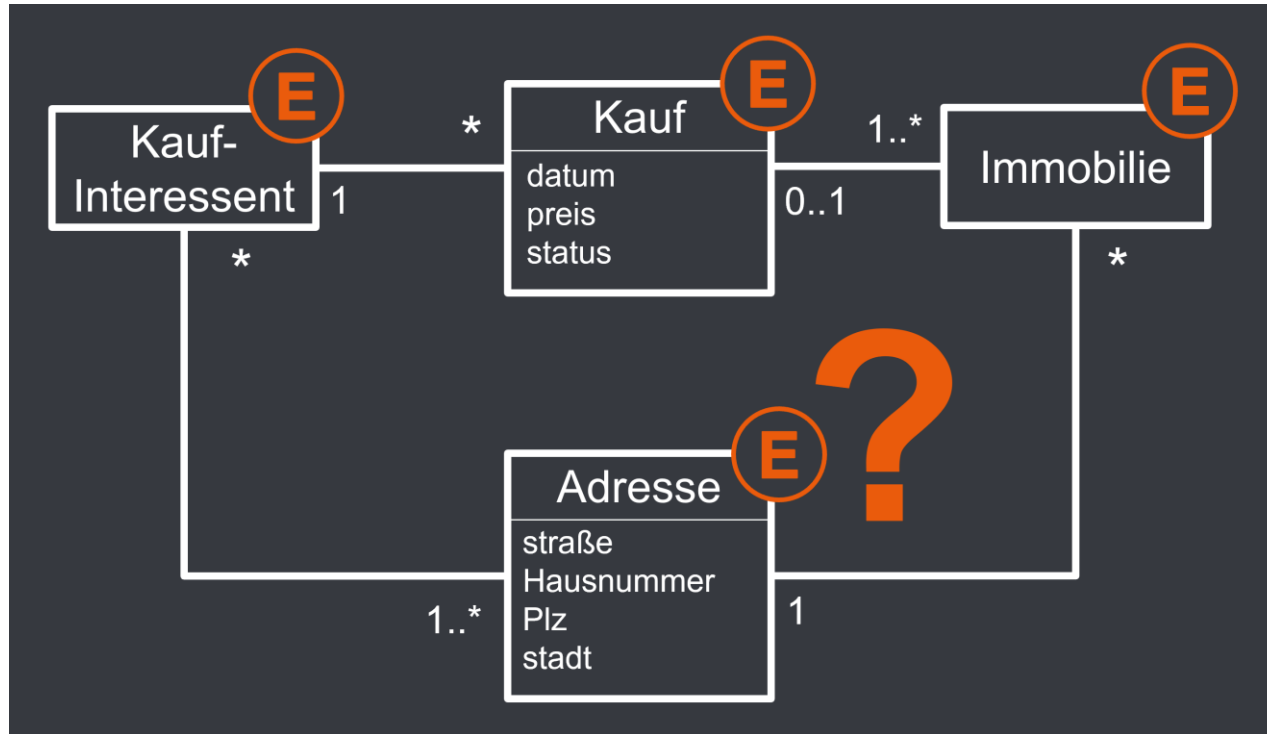 E
E
E
Kauf-
Interessent
1
*
*
Kauf
datum
preis
status
1..*
0..1
Immobilie
*
?
E
Adresse
straße
Hausnummer
Plz
stadt
1..*
1